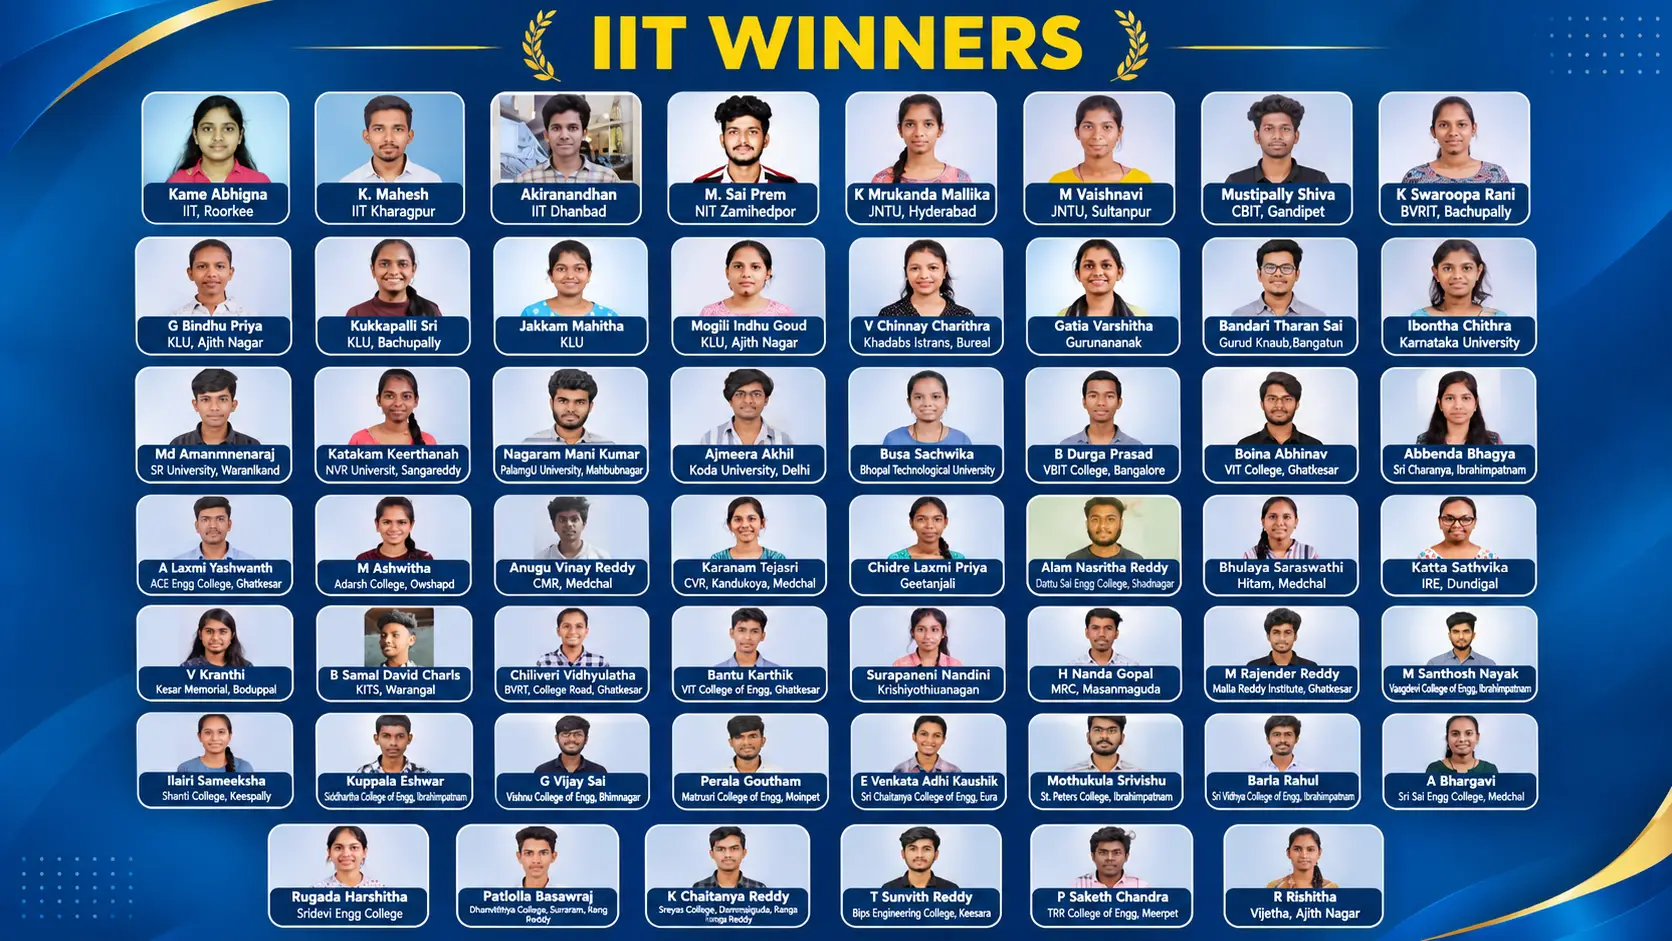 IIT WINNERS
Kame Abhigna
IIT, Roorkee
K. Mahesh
IIT Kharagpur
Akiranandhan
IIT Dhanbad
M. Sai Prem
NIT Zamihedpor
K Mrukanda Mallika
JNTU, Hyderabad
M Vaishnavi
JNTU, Sultanpur
Mustipally Shiva
CBIT, Gandipet
K Swaroopa Rani
BVRIT, Bachupally
G Bindhu Priya
KLU, Ajith Nagar
Kukkapalli Sri
KLU, Bachupally
Jakkam Mahitha
KLU
Mogili Indhu Goud
KLU, Ajith Nagar
V Chinnay Charithra
Khadabs Istrans, Bureal
Gatia Varshitha
Gurunananak
Bandari Tharan Sai
Gurud Knaub,Bangatun
Ibontha Chithra
Karnataka University
Md Amanmnenaraj
SR University, Waranlkand
Katakam Keerthanah
NVR Universit, Sangareddy
Nagaram Mani Kumar
PalamgU University, Mahbubnagar
Ajmeera Akhil
Koda University, Delhi
Busa Sachwika
Bhopal Technological University
B Durga Prasad
VBIT College, Bangalore
Boina Abhinav
VIT College, Ghatkesar
Abbenda Bhagya
Sri Charanya, Ibrahimpatnam
A Laxmi Yashwanth
ACE Engg College, Ghatkesar
M Ashwitha
Adarsh College, Owshapd
Anugu Vinay Reddy
CMR, Medchal
Karanam Tejasri
CVR, Kandukoya, Medchal
Chidre Laxmi Priya
Geetanjali
Alam Nasritha Reddy
Dattu Sai Engg College, Shadnagar
Bhulaya Saraswathi
Hitam, Medchal
Katta Sathvika
IRE, Dundigal
V Kranthi
Kesar Memorial, Boduppal
B Samal David Charls
KITS, Warangal
Chiliveri Vidhyulatha
BVRT, College Road, Ghatkesar
Bantu Karthik
VIT College of Engg, Ghatkesar
Surapaneni Nandini
Krishiyothiuanagan
H Nanda Gopal
MRC, Masanmaguda
M Rajender Reddy
Malla Reddy Institute, Ghatkesar
M Santhosh Nayak
Vaagdevi College of Engg, Ibrahimpatnam
Ilairi Sameeksha
Shanti College, Keespally
Kuppala Eshwar
Siddhartha College of Engg, Ibrahimpatnam
G Vijay Sai
Vishnu College of Engg, Bhimnagar
Perala Goutham
Matrusri College of Engg, Moinpet
E Venkata Adhi Kaushik
Sri Chaitanya College of Engg, Eura
Mothukula Srivishu
St. Peters College, Ibrahimpatnam
Barla Rahul
Sri Vidhya College of Engg, Ibrahimpatnam
A Bhargavi
Sri Sai Engg College, Medchal
Rugada Harshitha
Sridevi Engg College
Patlolla Basawraj
College, Surraram,
Reddy
K Chaitanya Reddy
Sreyas College, Ranga
Reddy
T Sunvith Reddy
Bips Engineering College, Keesara
P Saketh Chandra
TRR College of Engg, Meerpet
R Rishitha
Vijetha, Ajith Nagar